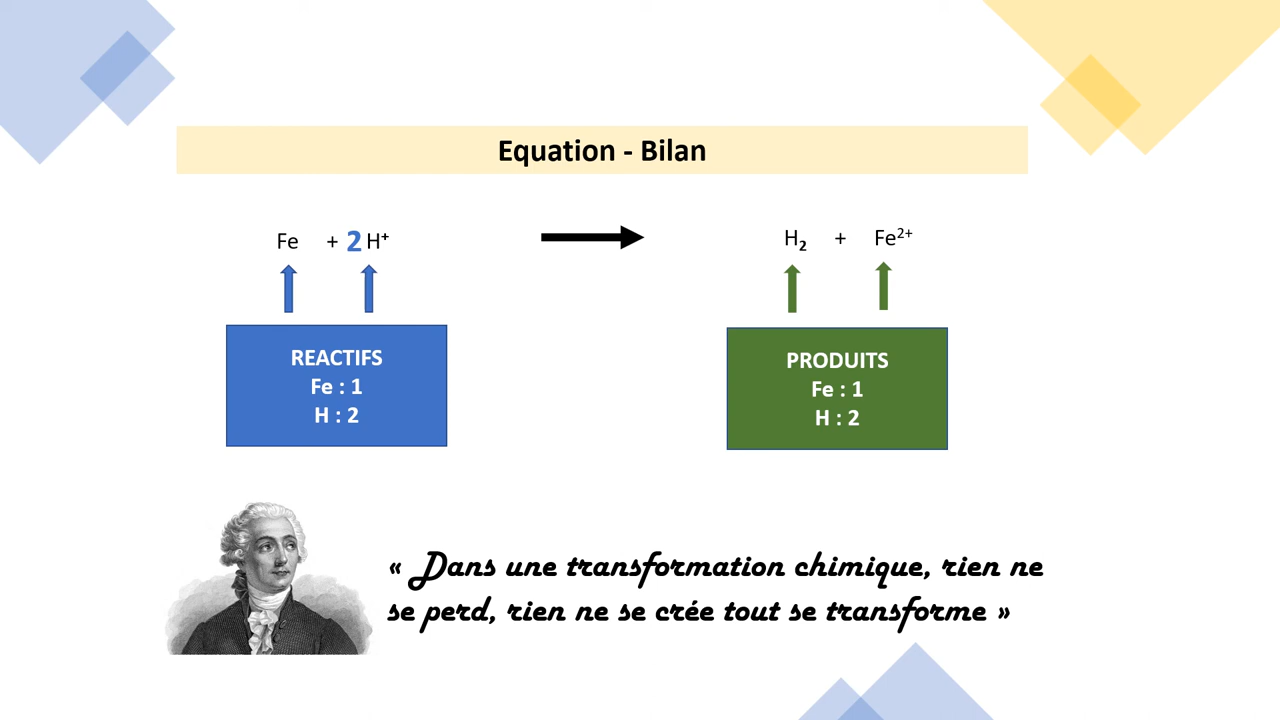 Equation - Bilan
Fe + 2 H⁺ → H₂ + Fe²⁺
REACTIFS
Fe : 1
H : 2
PRODUITS
Fe : 1
H : 2
« Dans une transformation chimique, rien ne
se perd, rien ne se crée tout se transforme »